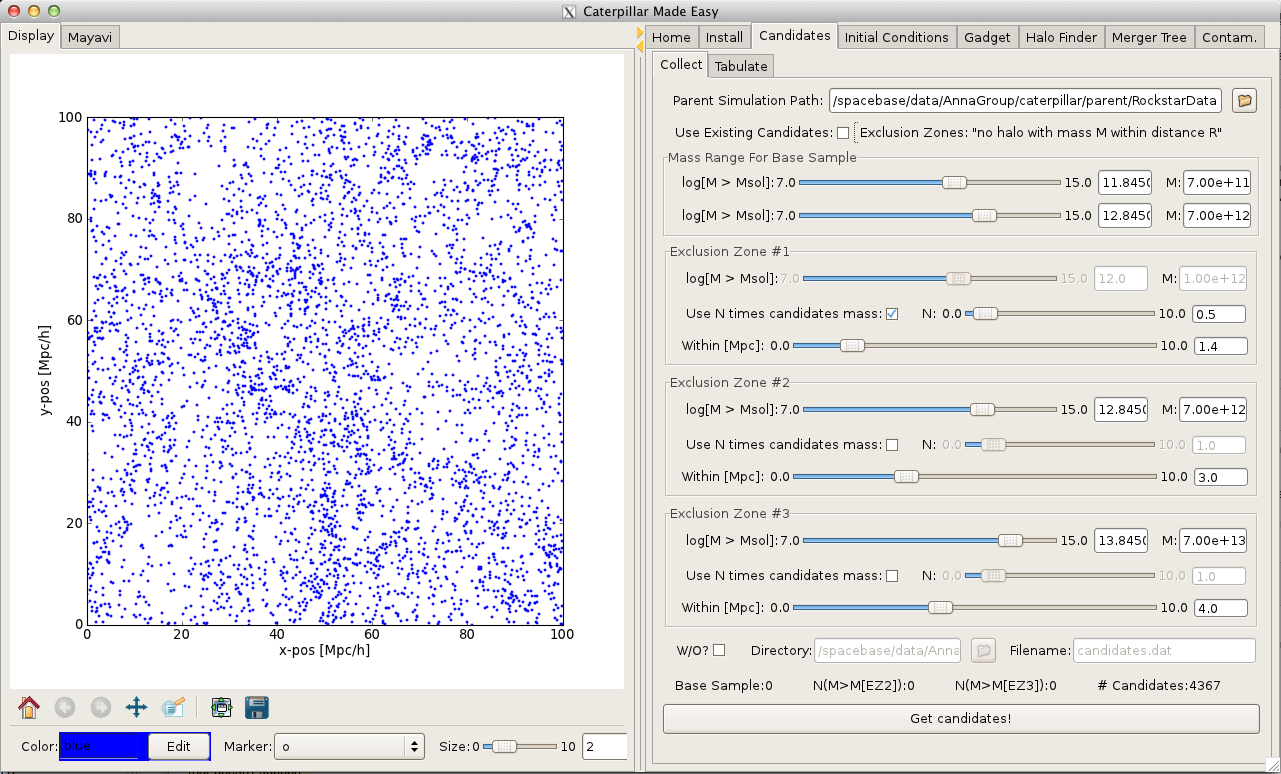 Caterpillar Made Easy
Display Mayavi
Home Install Candidates Initial Conditions Gadget Halo Finder Merger Tree Contam.
Collect Tabulate
Parent Simulation Path: /spacebase/data/AnnaGroup/caterpillar/parent/RockstarData
Use Existing Candidates: Exclusion Zones: "no halo with mass M within distance R"
Mass Range For Base Sample
log[M > Msol]: 7.0 15.0 11.8450 M: 7.00e+11
log[M > Msol]: 7.0 15.0 12.8450 M: 7.00e+12
Exclusion Zone #1
log[M > Msol]: 7.0 15.0 12.0 M: 1.00e+12
Use N times candidates mass: N: 0.0 10.0 0.5
Within [Mpc]: 0.0 10.0 1.4
Exclusion Zone #2
log[M > Msol]: 7.0 15.0 12.8450 M: 7.00e+12
Use N times candidates mass: N: 0.0 10.0 1.0
Within [Mpc]: 0.0 10.0 3.0
Exclusion Zone #3
log[M > Msol]: 7.0 15.0 13.8450 M: 7.00e+13
Use N times candidates mass: N: 0.0 10.0 1.0
Within [Mpc]: 0.0 10.0 4.0
W/O? Directory: /spacebase/data/Anna Filename: candidates.dat
Base Sample:0 N(M>M[EZ2]):0 N(M>M[EZ3]):0 # Candidates:4367
Get candidates!
100
80
60
40
20
0
y-pos [Mpc/h]
0 20 40 60 80 100
x-pos [Mpc/h]
Color: blue Edit Marker: o Size: 0 10 2